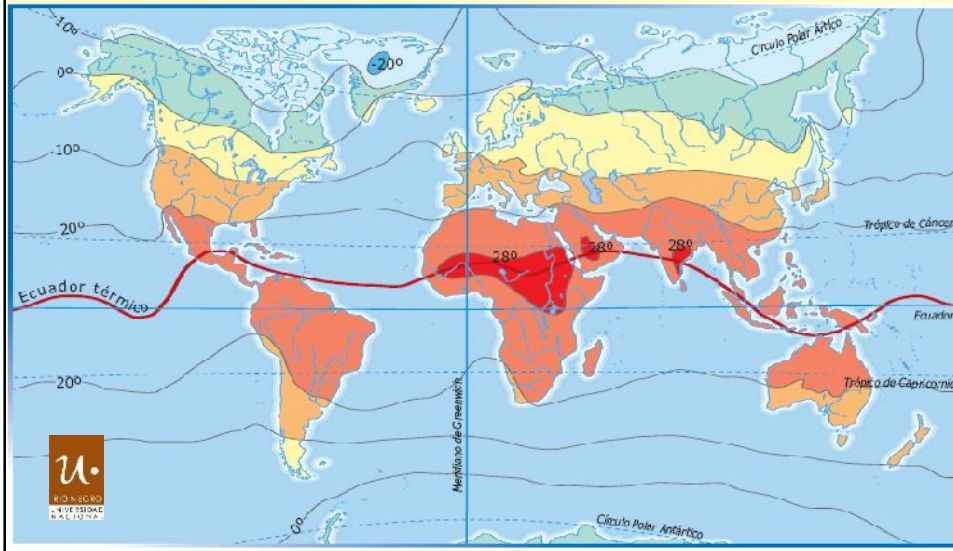 -10º
Círculo Polar Ártico
-20º
0º
10º
20º
Trópico de Cáncer
28º
28º
28º
Ecuador térmico
Ecuador
20º
Trópico de Capricornio
Meridiano de Greenwich
u.
RIO NEGRO
UNIVERSIDAD
NACIONAL
0º
Círculo Polar Antártico